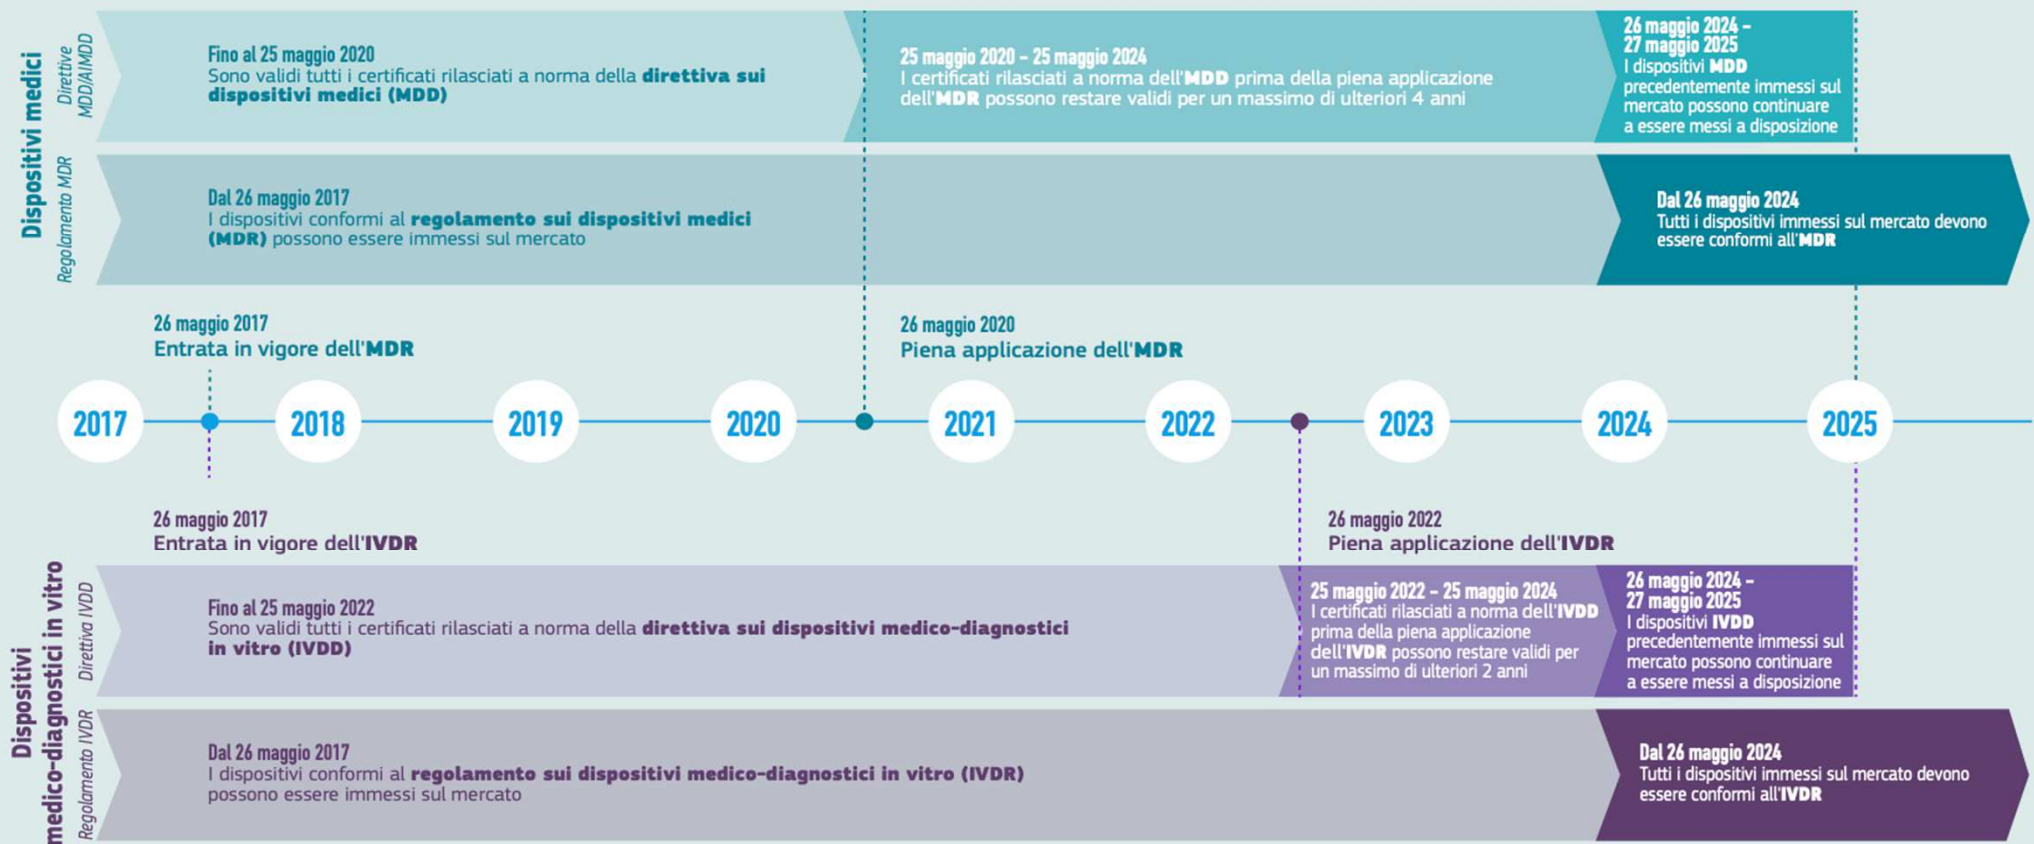 Dispositivi medici
Direttive
MDD/AIMDD
Fino al 25 maggio 2020
Sono validi tutti i certificati rilasciati a norma della direttiva sui
dispositivi medici (MDD)
25 maggio 2020 – 25 maggio 2024
I certificati rilasciati a norma dell'MDD prima della piena applicazione
dell'MDR possono restare validi per un massimo di ulteriori 4 anni
26 maggio 2024 –
27 maggio 2025
I dispositivi MDD
precedentemente immessi sul
mercato possono continuare
a essere messi a disposizione
Regolamento MDR
Dal 26 maggio 2017
I dispositivi conformi al regolamento sui dispositivi medici
(MDR) possono essere immessi sul mercato
Dal 26 maggio 2024
Tutti i dispositivi immessi sul mercato devono
essere conformi all'MDR
26 maggio 2017
Entrata in vigore dell'MDR
26 maggio 2020
Piena applicazione dell'MDR
2017
2018
2019
2020
2021
2022
2023
2024
2025
26 maggio 2017
Entrata in vigore dell'IVDR
26 maggio 2022
Piena applicazione dell'IVDR
Dispositivi
medico-diagnostici in vitro
Direttiva IVDD
Fino al 25 maggio 2022
Sono validi tutti i certificati rilasciati a norma della direttiva sui dispositivi medico-diagnostici
in vitro (IVDD)
25 maggio 2022 – 25 maggio 2024
I certificati rilasciati a norma dell'IVDD
prima della piena applicazione
dell'IVDR possono restare validi per
un massimo di ulteriori 2 anni
26 maggio 2024 –
27 maggio 2025
I dispositivi IVDD
precedentemente immessi sul
mercato possono continuare
a essere messi a disposizione
Regolamento IVDR
Dal 26 maggio 2017
I dispositivi conformi al regolamento sui dispositivi medico-diagnostici in vitro (IVDR)
possono essere immessi sul mercato
Dal 26 maggio 2024
Tutti i dispositivi immessi sul mercato devono
essere conformi all'IVDR